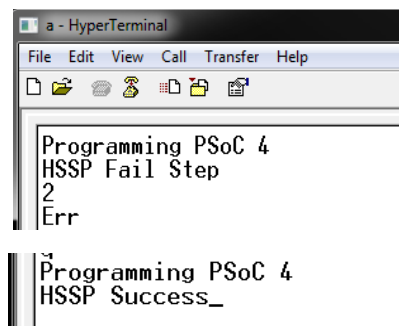 a - HyperTerminal
File Edit View Call Transfer Help
Programming PSoC 4
HSSP Fail Step
2
Err
Programming PSoC 4
HSSP Success_